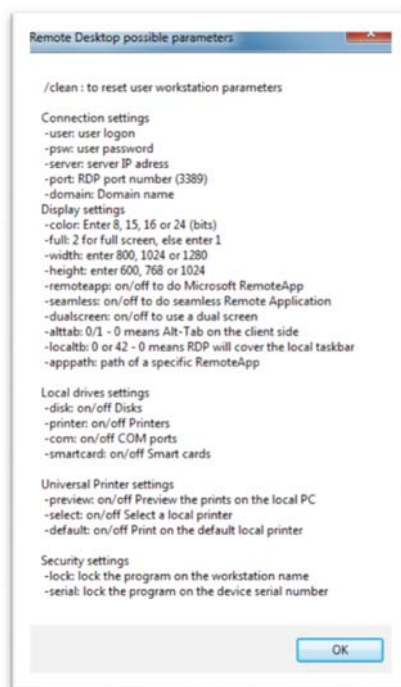 Remote Desktop possible parameters
/clean : to reset user workstation parameters
Connection settings
-user: user logon
-psw: user password
-server: server IP adress
-port: RDP port number (3389)
-domain: Domain name
Display settings
-color: Enter 8, 15, 16 or 24 (bits)
-full: 2 for full screen, else enter 1
-width: enter 800, 1024 or 1280
-height: enter 600, 768 or 1024
-remoteapp: on/off to do Microsoft RemoteApp
-seamless: on/off to do seamless Remote Application
-dualscreen: on/off to use a dual screen
-alttab: 0/1 - 0 means Alt-Tab on the client side
-localtb: 0 or 42 - 0 means RDP will cover the local taskbar
-apppath: path of a specific RemoteApp
Local drives settings
-disk: on/off Disks
-printer: on/off Printers
-com: on/off COM ports
-smartcard: on/off Smart cards
Universal Printer settings
-preview: on/off Preview the prints on the local PC
-select: on/off Select a local printer
-default: on/off Print on the default local printer
Security settings
-lock: lock the program on the workstation name
-serial: lock the program on the device serial number
OK